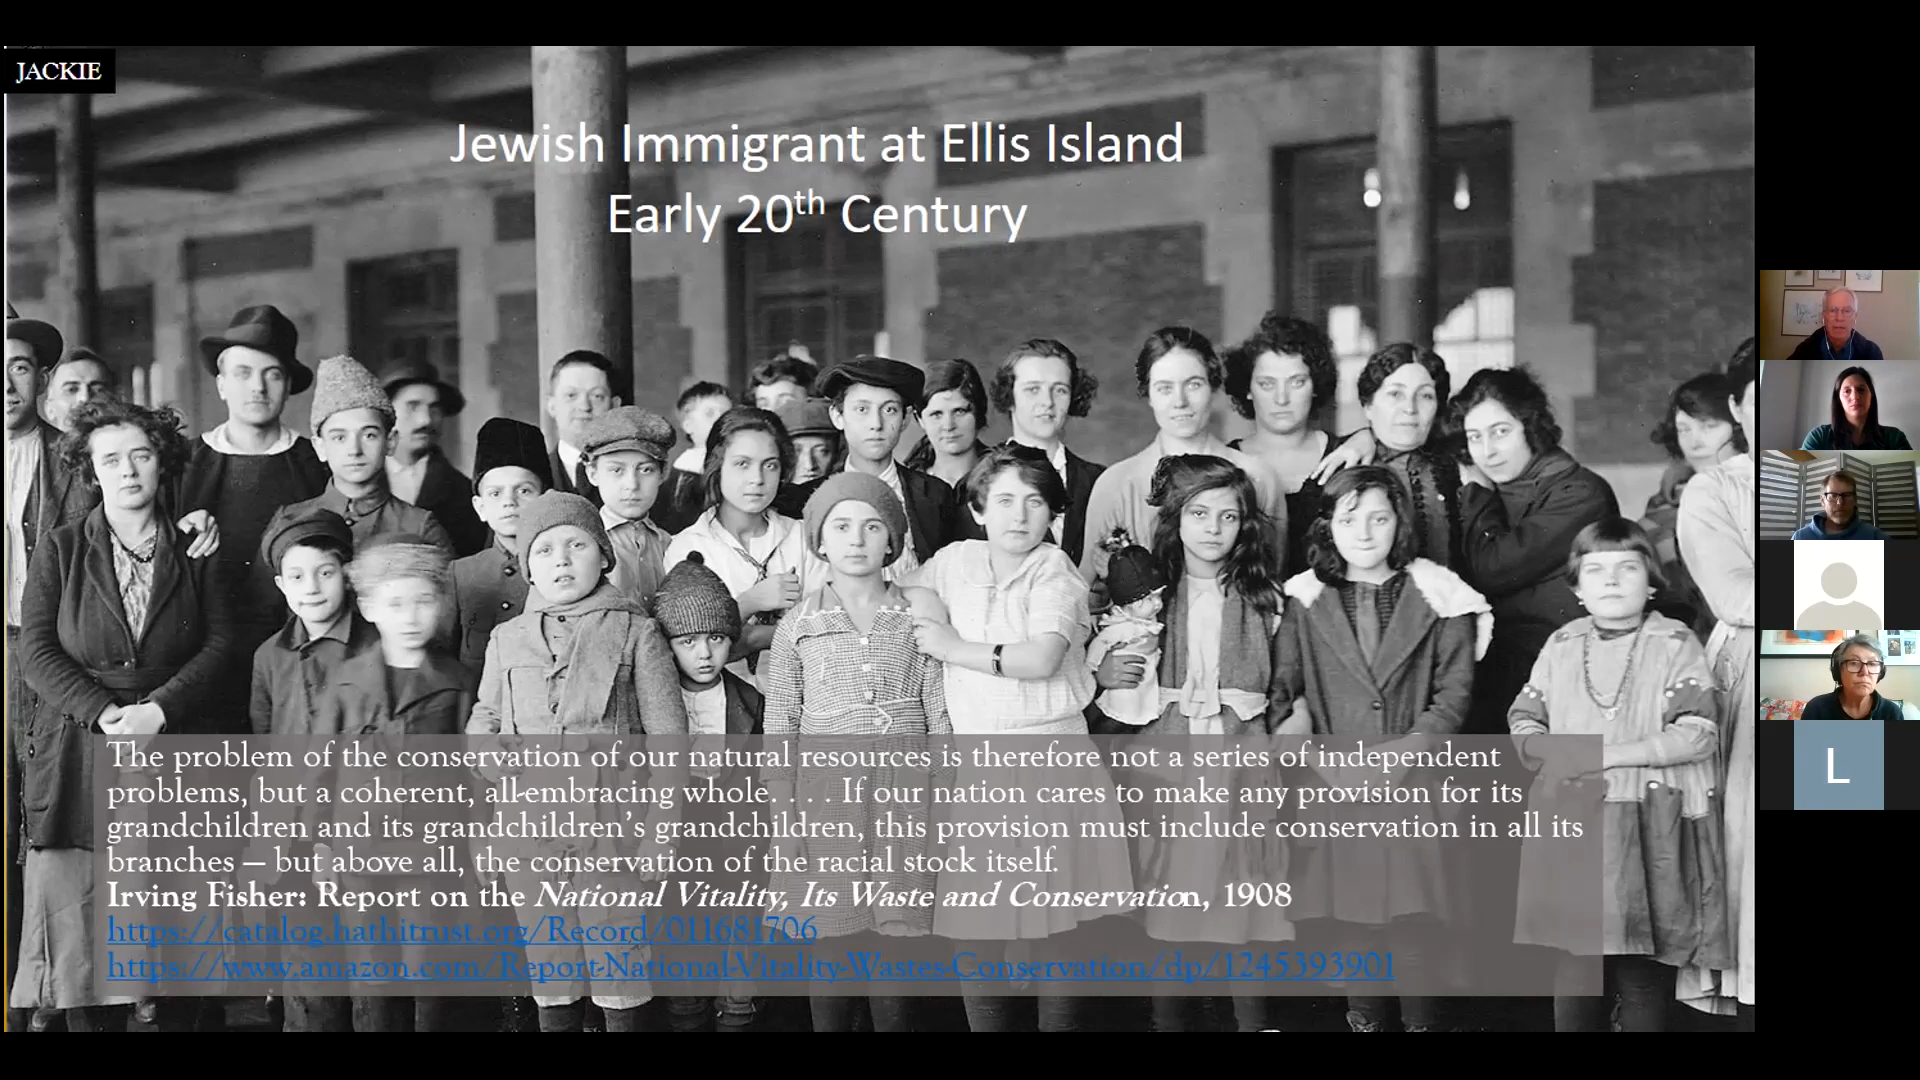 JACKIE
Jewish Immigrant at Ellis Island
Early 20th Century
The problem of the conservation of our natural resources is therefore not a series of independent
problems, but a coherent, all-embracing whole. . . . If our nation cares to make any provision for its
grandchildren and its grandchildren’s grandchildren, this provision must include conservation in all its
branches — but above all, the conservation of the racial stock itself.
Irving Fisher: Report on the National Vitality, Its Waste and Conservation, 1908
https://catalog.hathitrust.org/Record/011681706
https://www.amazon.com/Report-National-Vitality-Wastes-Conservation/dp/1245393901
L